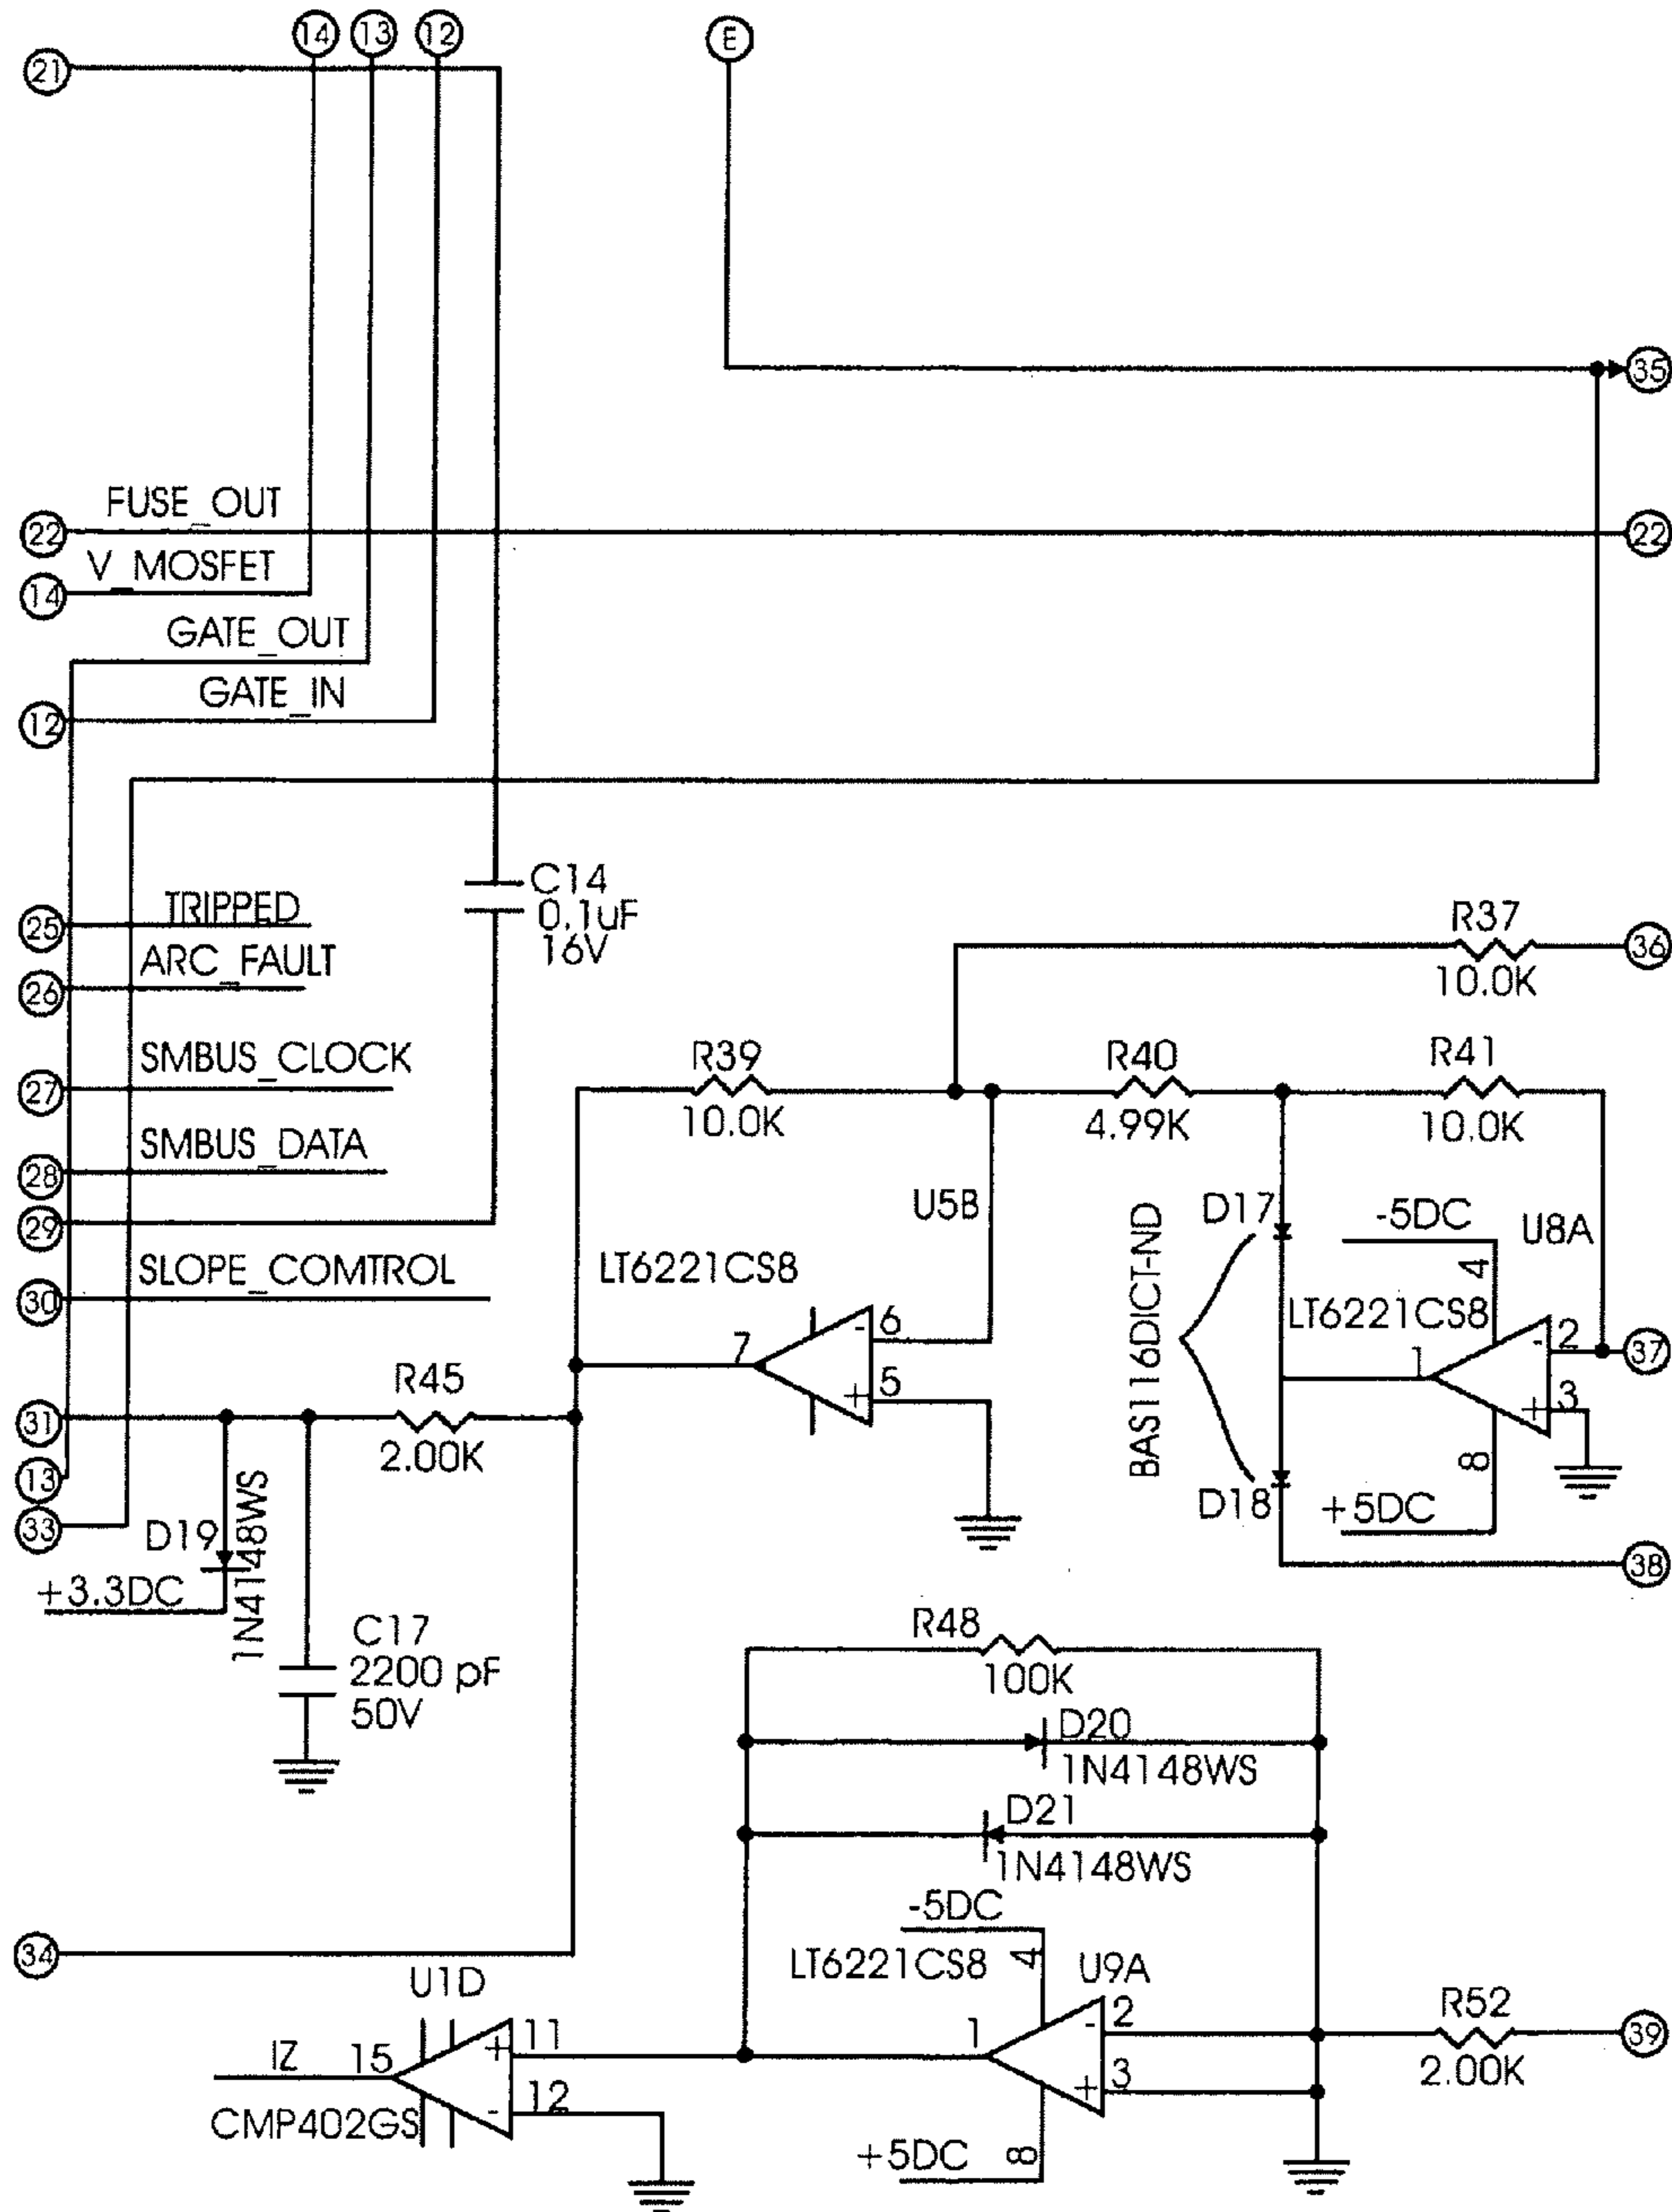 14 13 12
E
21
35
FUSE_OUT
22
22
V_MOSFET
14
GATE_OUT
GATE_IN
12
C14
0.1uF
16V
TRIPPED
25
ARC_FAULT
26
R37
10.0K
36
SMBUS_CLOCK
27
R39
10.0K
R40
4.99K
R41
10.0K
SMBUS_DATA
28
29
U5B
D17
-5DC
U8A
BAS116DICT-ND
SLOPE_COMTROL
30
LT6221CS8
7
-
6
+
5
4
LT6221CS8
1
-
2
+
3
37
8
D18
+5DC
38
31
R45
2.00K
13
33
D19
1N4148WS
+3.3DC
C17
2200 pF
50V
R48
100K
D20
1N4148WS
D21
1N4148WS
34
-5DC
4
LT6221CS8
U9A
1
-
2
+
3
+5DC
8
R52
2.00K
39
U1D
IZ
15
+
11
-
12
CMP402GS